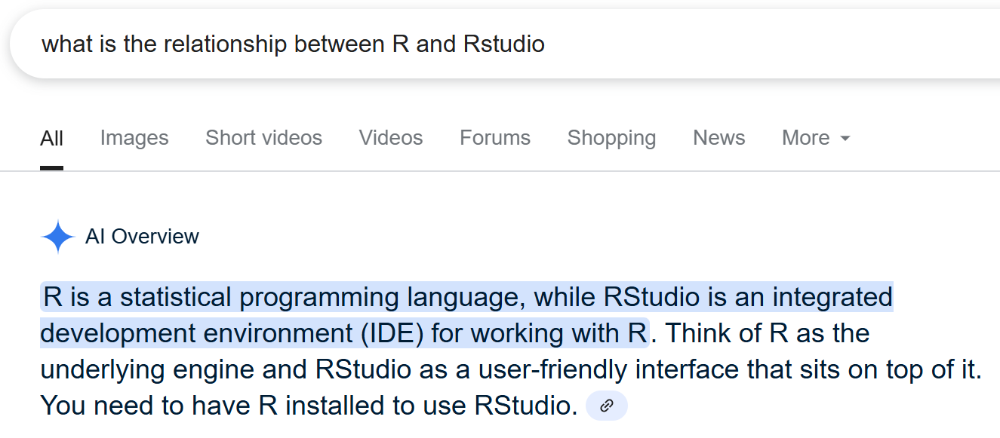 what is the relationship between R and Rstudio
All Images Short videos Videos Forums Shopping News More
AI Overview
R is a statistical programming language, while RStudio is an integrated
development environment (IDE) for working with R. Think of R as the
underlying engine and RStudio as a user-friendly interface that sits on top of it.
You need to have R installed to use RStudio.